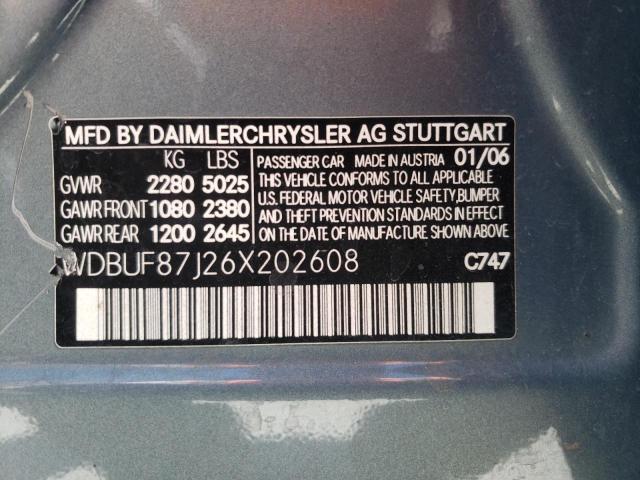 MFD BY DAIMLERCHRYSLER AG STUTTGART
KG LBS
GVWR 2280 5025
GAWR FRONT 1080 2380
GAWR REAR 1200 2645
PASSENGER CAR MADE IN AUSTRIA 01/06
THIS VEHICLE CONFORMS TO ALL APPLICABLE
U.S. FEDERAL MOTOR VEHICLE SAFETY,BUMPER
AND THEFT PREVENTION STANDARDS IN EFFECT
ON THE DATE OF MANUFACTURE SHOWN ABOVE.
WDBUF87J26X202608 C747